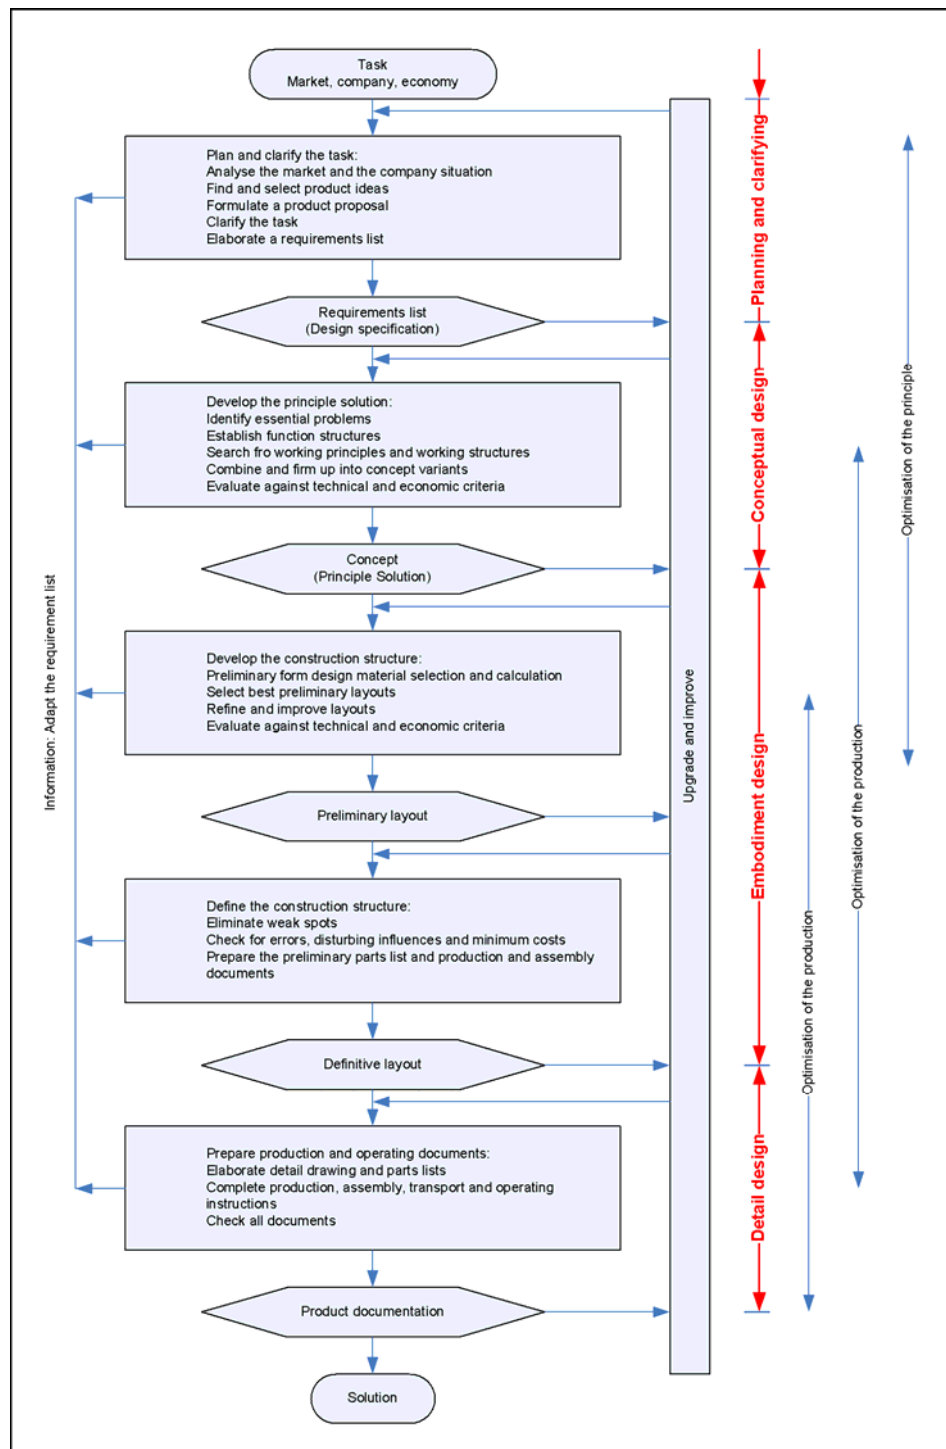 Task
Market, company, economy
Plan and clarify the task:
Analyse the market and the company situation
Find and select product ideas
Formulate a product proposal
Clarify the task
Elaborate a requirements list
Requirements list
(Design specification)
Develop the principle solution:
Identify essential problems
Establish function structures
Search fro working principles and working structures
Combine and firm up into concept variants
Evaluate against technical and economic criteria
Concept
(Principle Solution)
Develop the construction structure:
Preliminary form design material selection and calculation
Select best preliminary layouts
Refine and improve layouts
Evaluate against technical and economic criteria
Preliminary layout
Define the construction structure:
Eliminate weak spots
Check for errors, disturbing influences and minimum costs
Prepare the preliminary parts list and production and assembly
documents
Definitive layout
Prepare production and operating documents:
Elaborate detail drawing and parts lists
Complete production, assembly, transport and operating
instructions
Check all documents
Product documentation
Solution
Information: Adapt the requirement list
Upgrade and improve
Planning and clarifying
Conceptual design
Embodiment design
Detail design
Optimisation of the production
Optimisation of the production
Optimisation of the principle